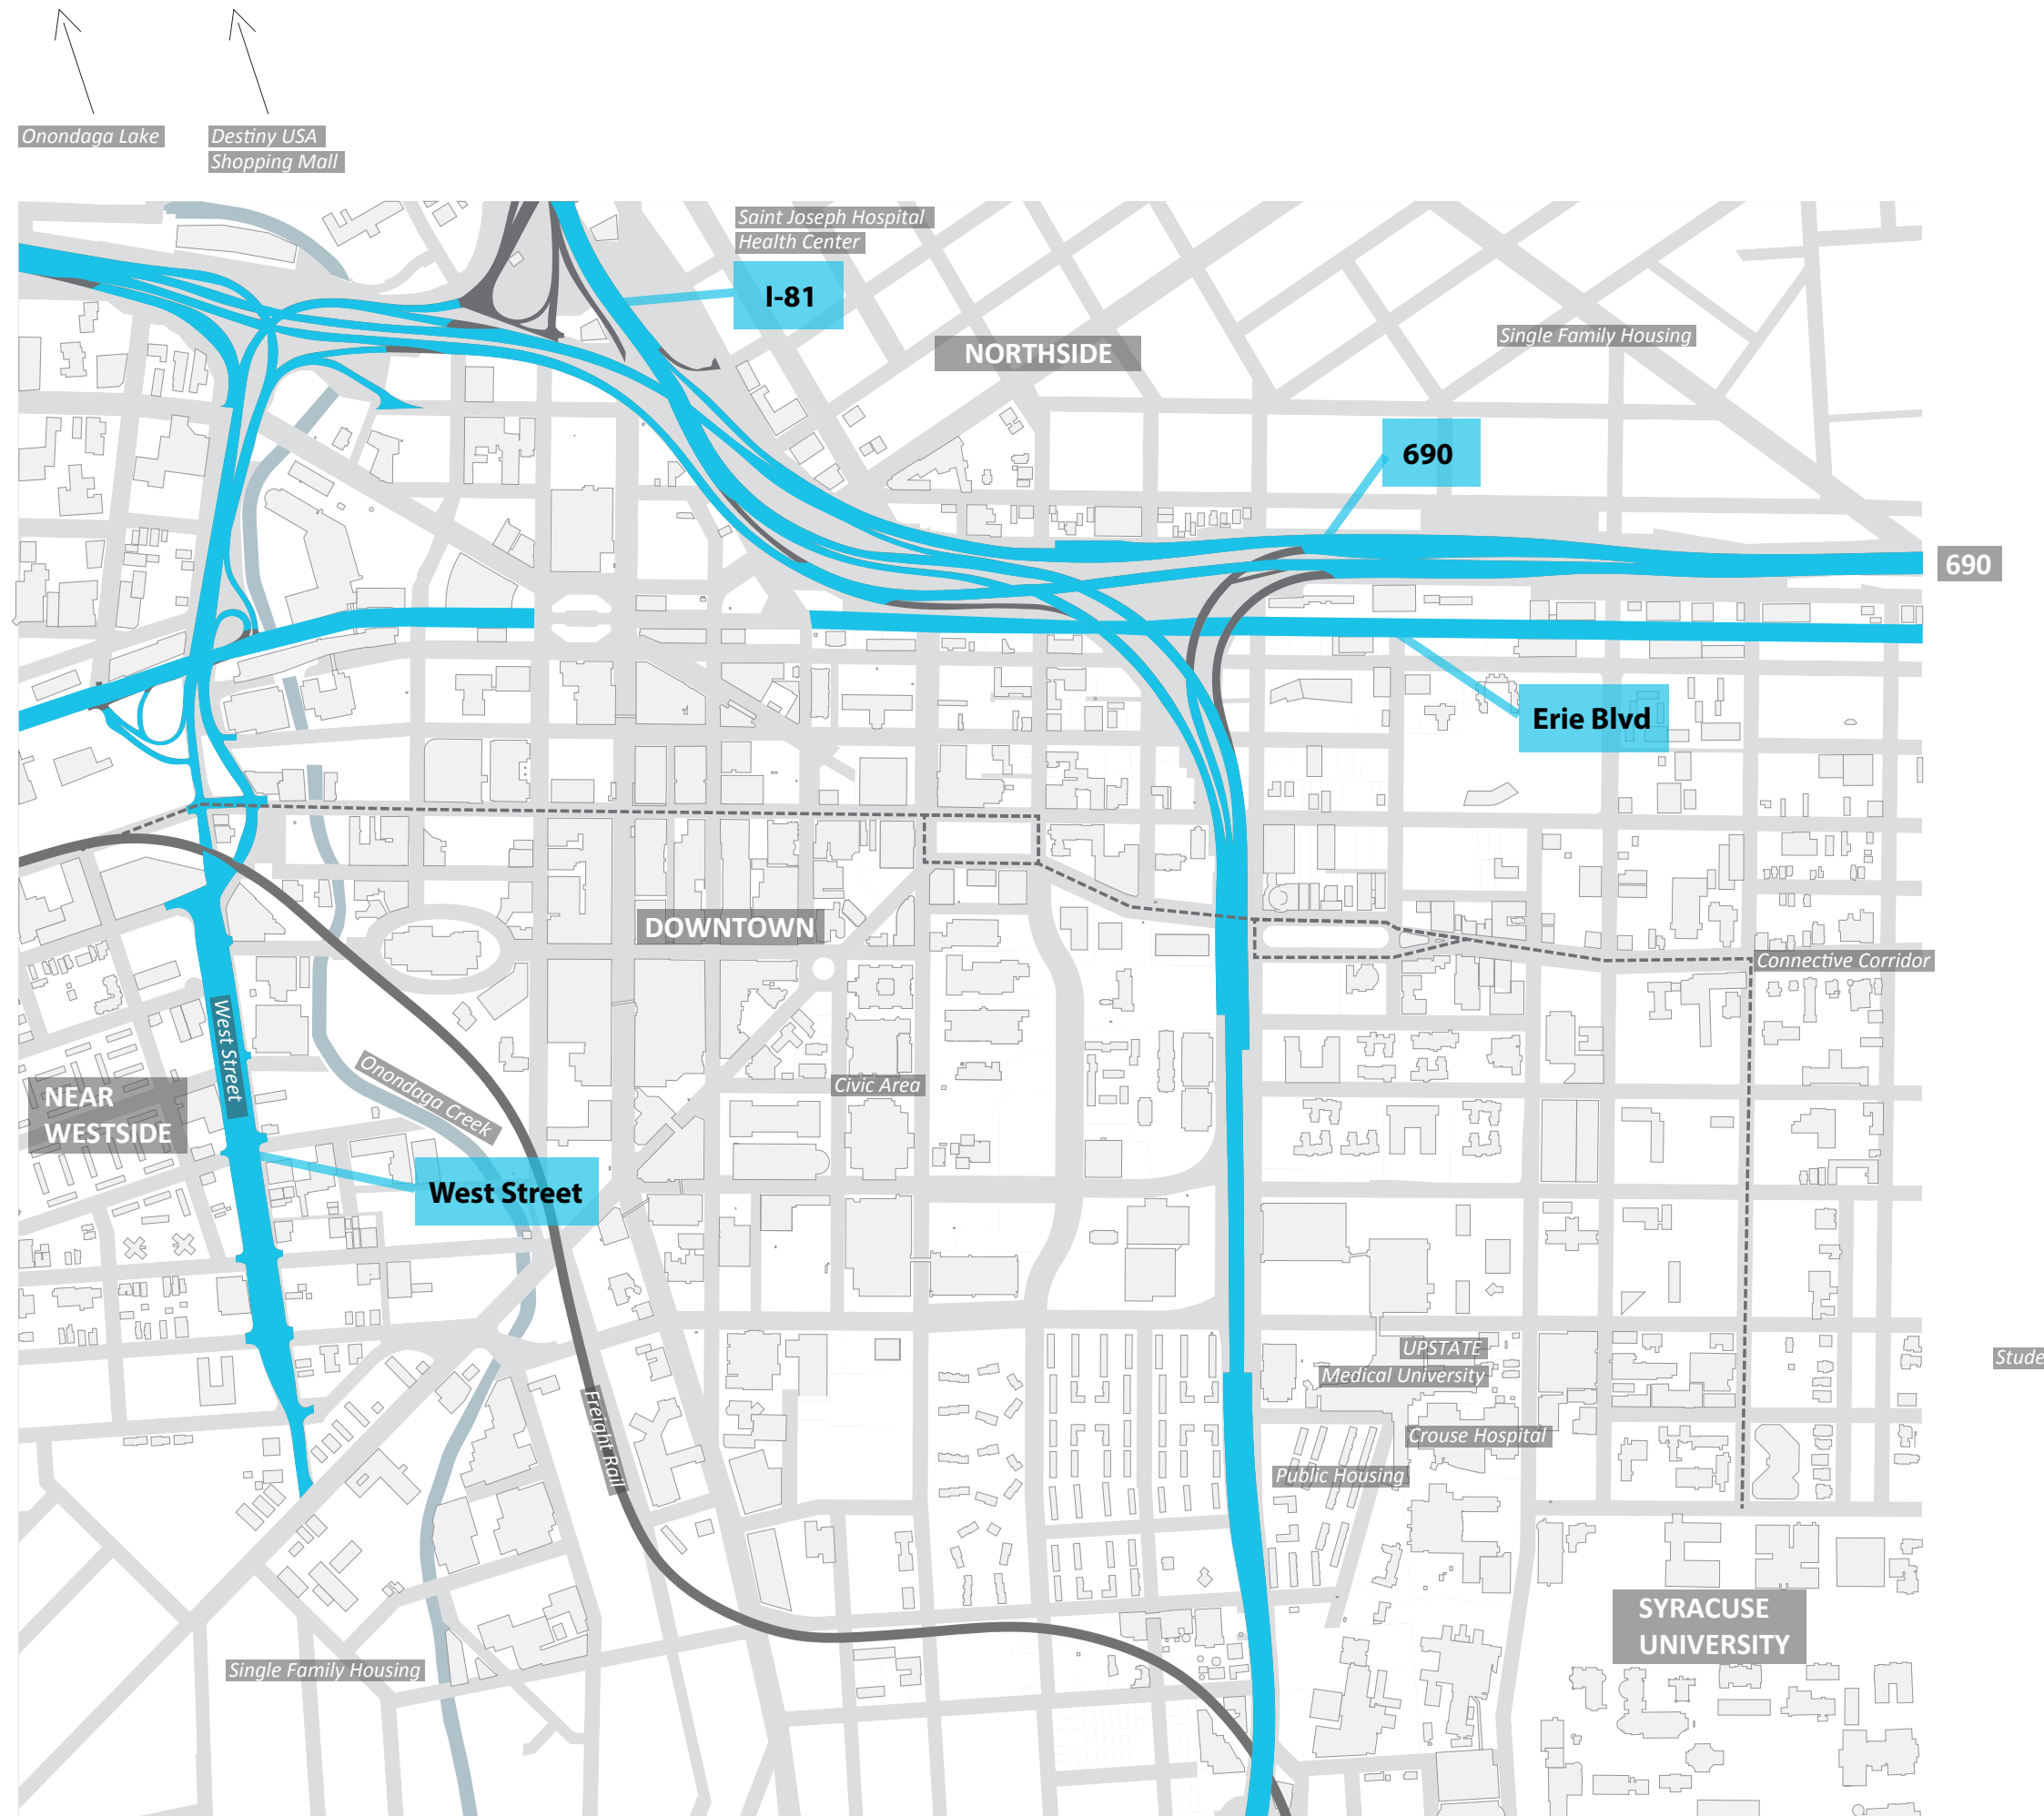 Onondaga Lake
Destiny USA
Shopping Mall
Saint Joseph Hospital
Health Center
I-81
NORTHSIDE
Single Family Housing
690
690
Erie Blvd
DOWNTOWN
Connective Corridor
West Street
Onondaga Creek
Civic Area
NEAR
WESTSIDE
West Street
UPSTATE
Medical University
Stude
Freight Rail
Crouse Hospital
Public Housing
SYRACUSE
UNIVERSITY
Single Family Housing